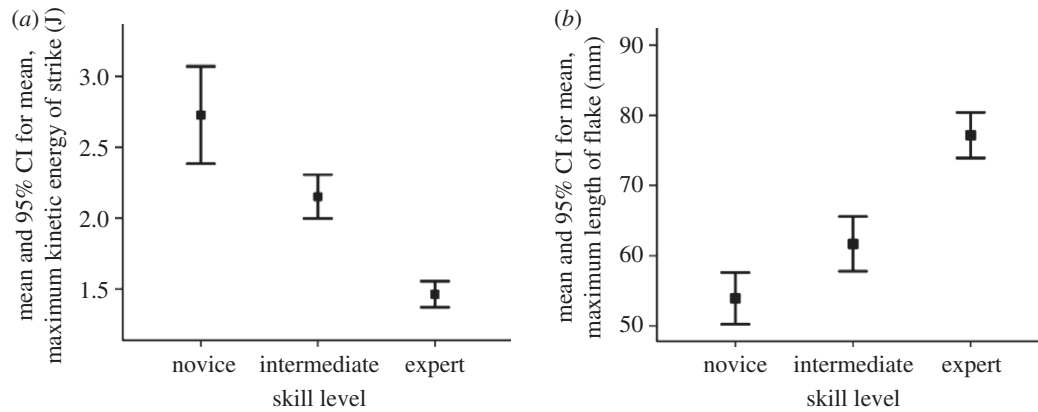 (a)
mean and 95% CI for mean,
maximum kinetic energy of strike (J)
3.0
2.5
2.0
1.5
novice intermediate expert
skill level
(b)
mean and 95% CI for mean,
maximum length of flake (mm)
90
80
70
60
50
novice intermediate expert
skill level